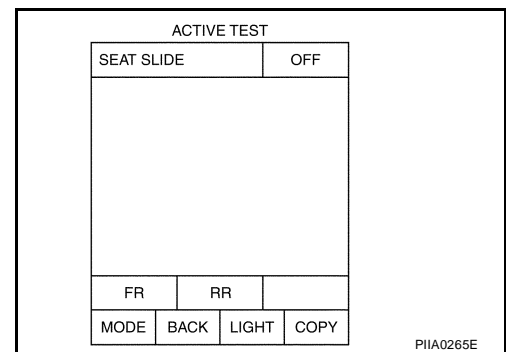 ACTIVE TEST
SEAT SLIDE OFF
FR RR
MODE BACK LIGHT COPY
PIIA0265E